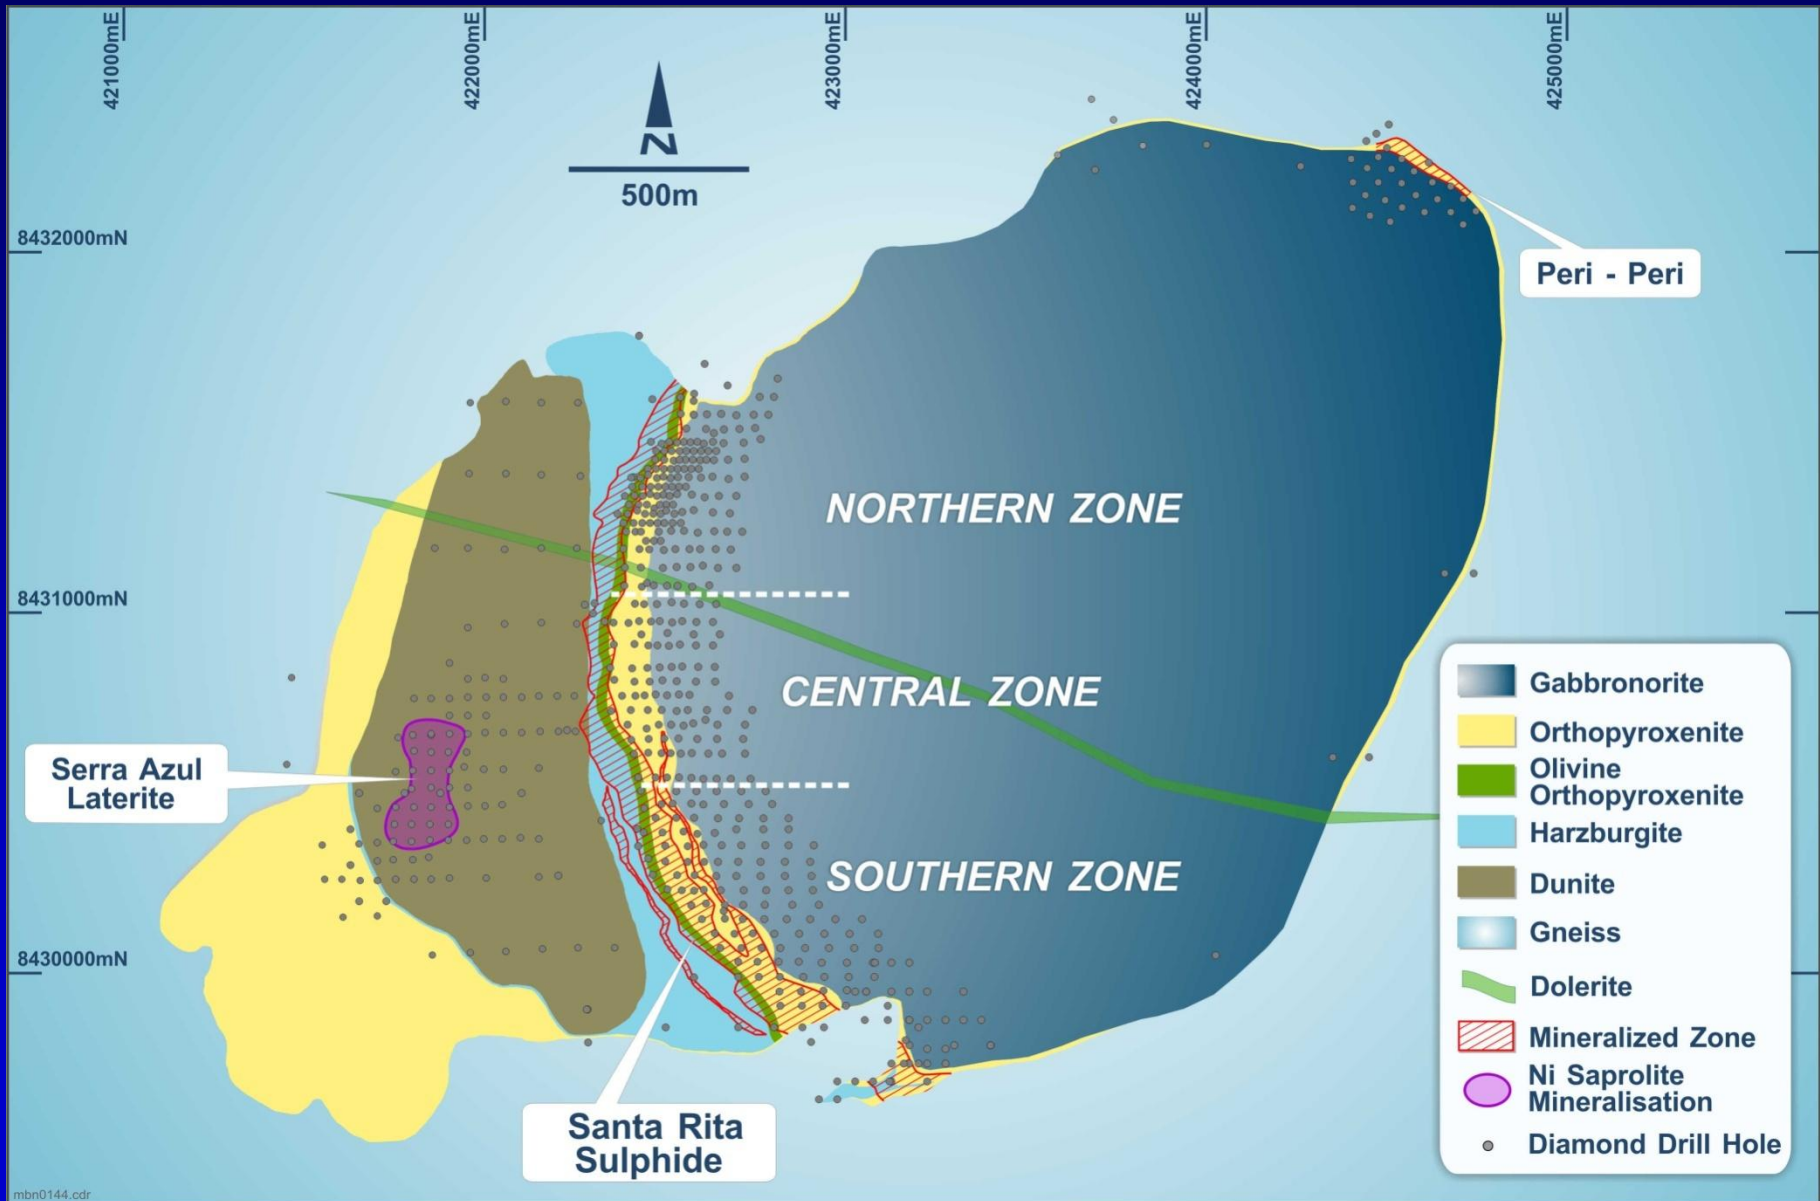 421000mE
422000mE
423000mE
424000mE
425000mE
N
500m
8432000mN
Peri - Peri
NORTHERN ZONE
8431000mN
CENTRAL ZONE
Serra Azul
Laterite
SOUTHERN ZONE
8430000mN
Santa Rita
Sulphide
Gabbronorite
Orthopyroxenite
Olivine
Orthopyroxenite
Harzburgite
Dunite
Gneiss
Dolerite
Mineralized Zone
Ni Saprolite
Mineralisation
Diamond Drill Hole
mbn0144.cdr